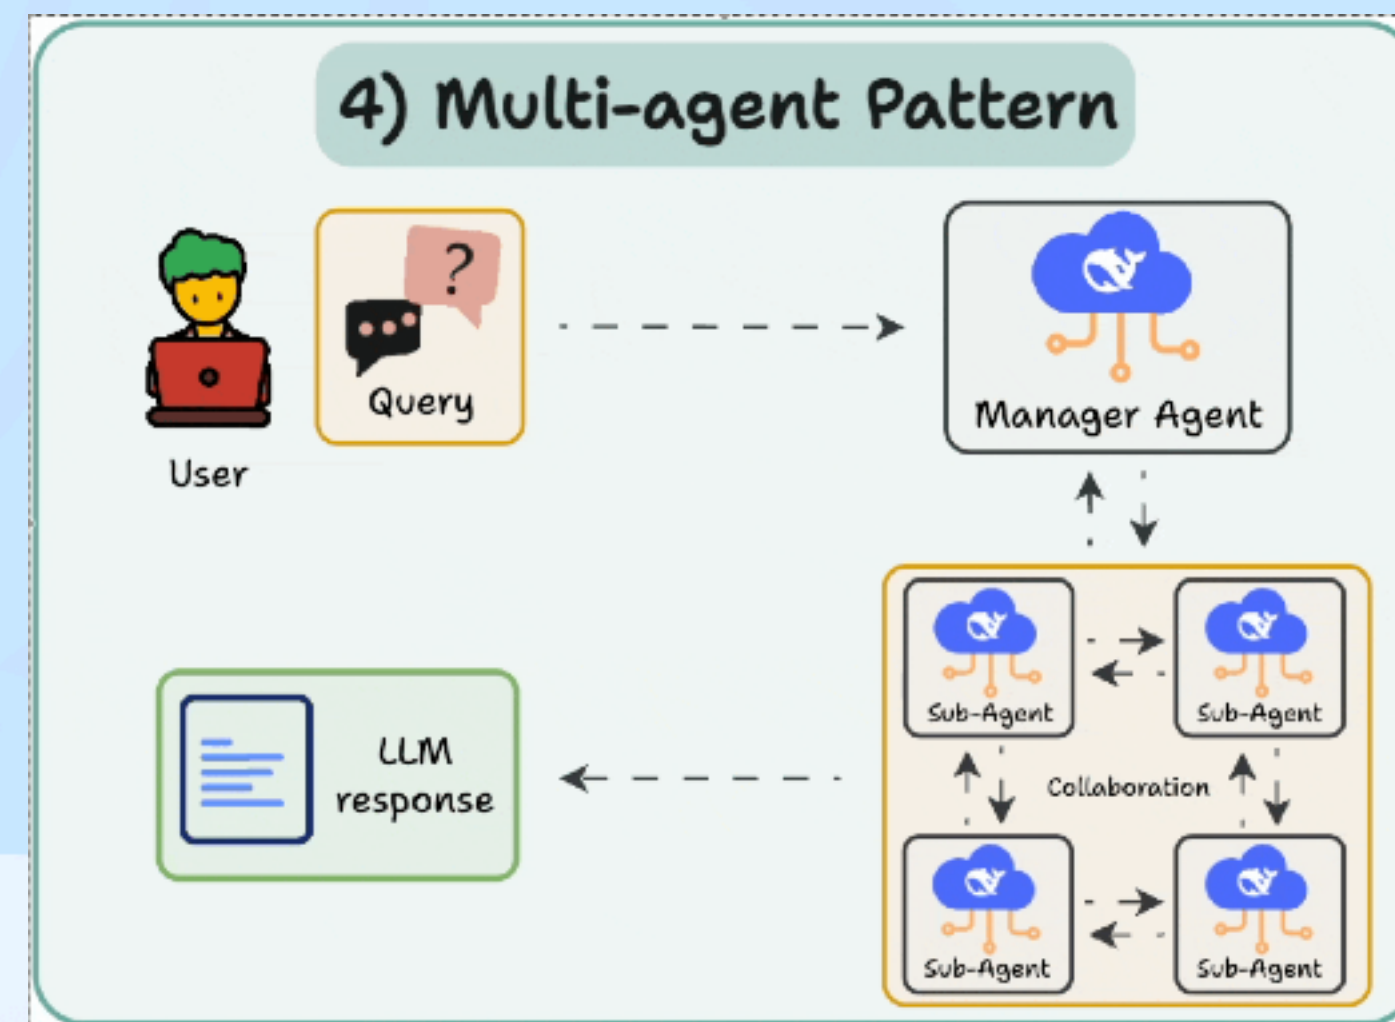 4) Multi-agent Pattern
?
Query
User
Manager Agent
Sub-Agent
Sub-Agent
Collaboration
Sub-Agent
Sub-Agent
LLM
response